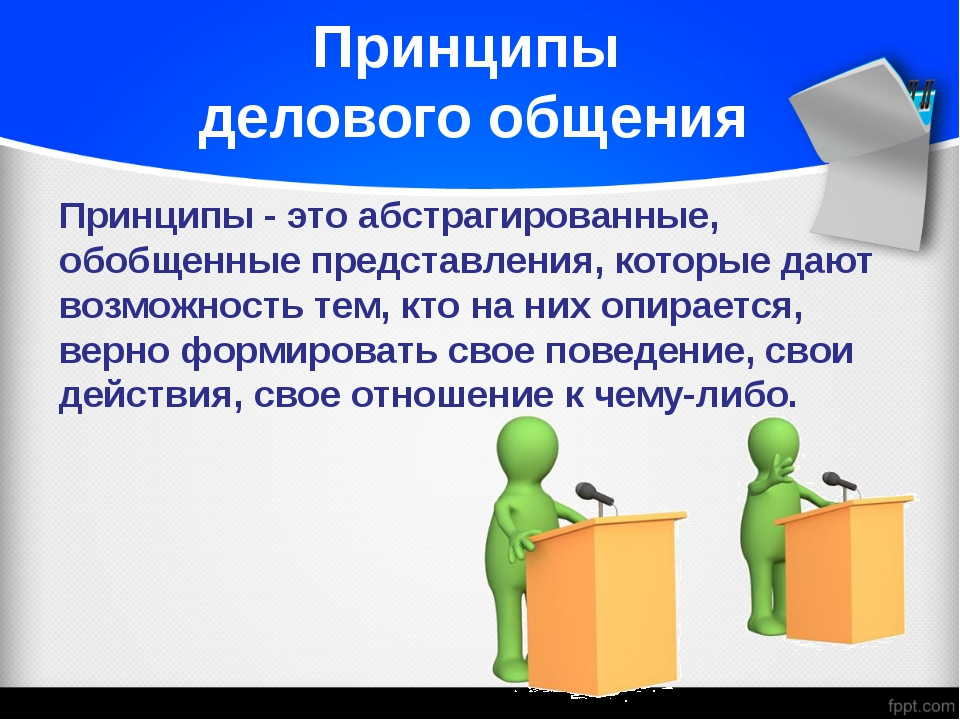 Принципы
делового общения
Принципы - это абстрагированные,
обобщенные представления, которые дают
возможность тем, кто на них опирается,
верно формировать свое поведение, свои
действия, свое отношение к чему-либо.
fppt.com